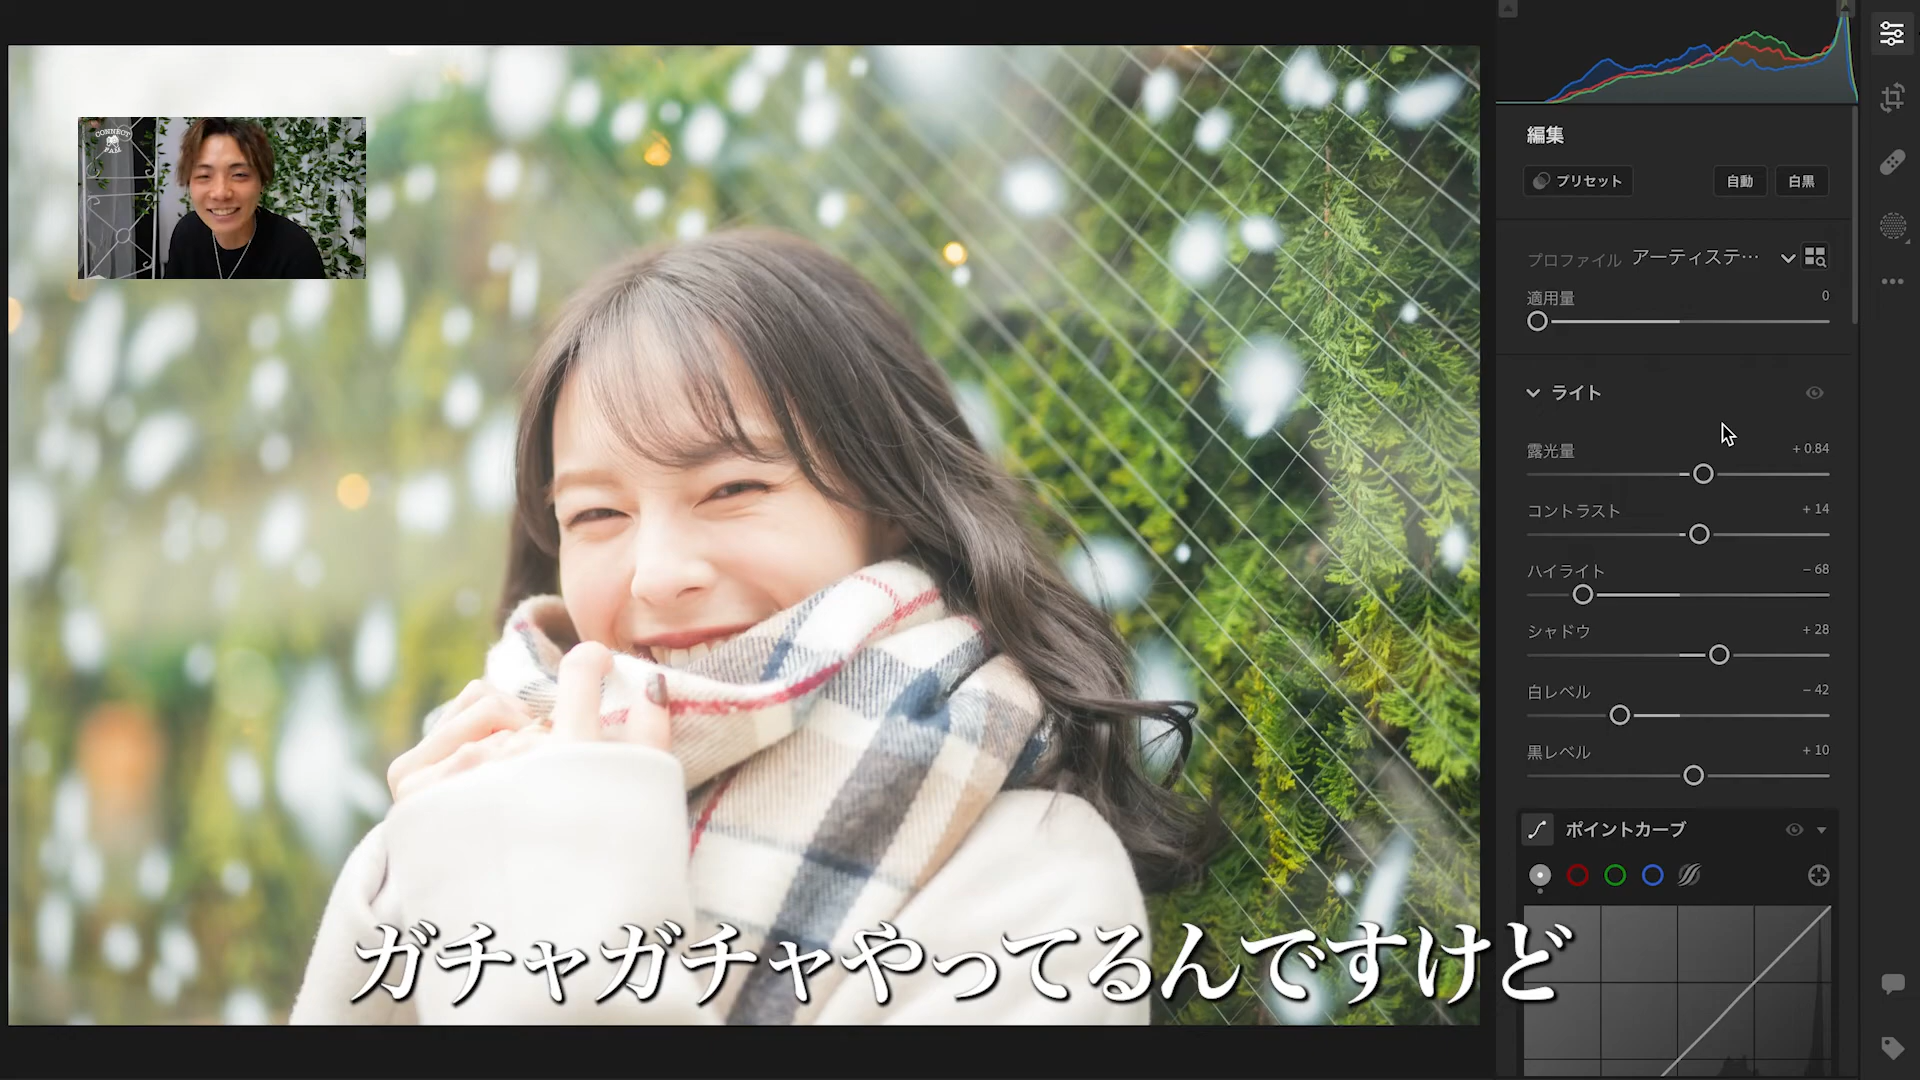 CONNECT
FAM
編集
プリセット
自動
白黒
プロファイル
アーティステ…
適用量
0
ライト
露光量
+ 0.84
コントラスト
+ 14
ハイライト
– 68
シャドウ
+ 28
白レベル
– 42
黒レベル
+ 10
ポイントカーブ
ガチャガチャやってるんですけど